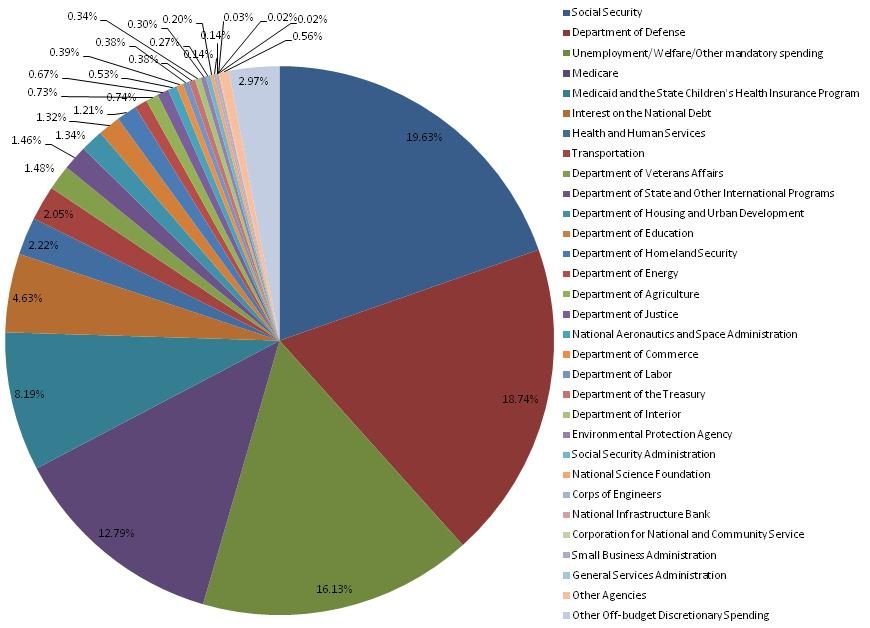 0.34%
0.30%
0.20%
0.03%
0.02%
0.02%
0.38%
0.27%
0.14%
0.56%
0.39%
0.38%
0.14%
0.67%
0.53%
0.73%
0.74%
1.32%
1.21%
1.46%
1.34%
1.48%
2.05%
2.22%
4.63%
8.19%
12.79%
16.13%
18.74%
19.63%
2.97%
Social Security
Department of Defense
Unemployment/Welfare/Other mandatory spending
Medicare
Medicaid and the State Children's Health Insurance Program
Interest on the National Debt
Health and Human Services
Transportation
Department of Veterans Affairs
Department of State and Other International Programs
Department of Housing and Urban Development
Department of Education
Department of Homeland Security
Department of Energy
Department of Agriculture
Department of Justice
National Aeronautics and Space Administration
Department of Commerce
Department of Labor
Department of the Treasury
Department of Interior
Environmental Protection Agency
Social Security Administration
National Science Foundation
Corps of Engineers
National Infrastructure Bank
Corporation for National and Community Service
Small Business Administration
General Services Administration
Other Agencies
Other Off-budget Discretionary Spending